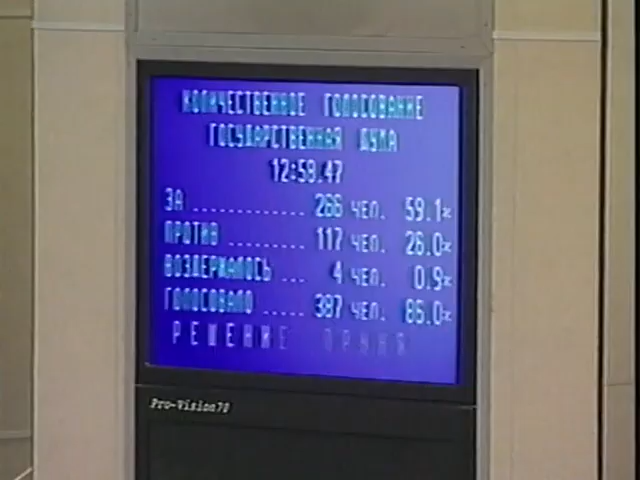 КОЛИЧЕСТВЕННОЕ ГОЛОСОВАНИЕ
ГОСУДАРСТВЕННАЯ ДУМА
12:59.47
ЗА .............. 266 ЧЕЛ. 59.1%
ПРОТИВ ......... 117 ЧЕЛ. 26.0%
ВОЗДЕРЖАЛОСЬ ... 4 ЧЕЛ. 0.9%
ГОЛОСОВАЛО ..... 387 ЧЕЛ. 86.0%
РЕШЕНИЕ ПРИНЯ
Pro-Vision70